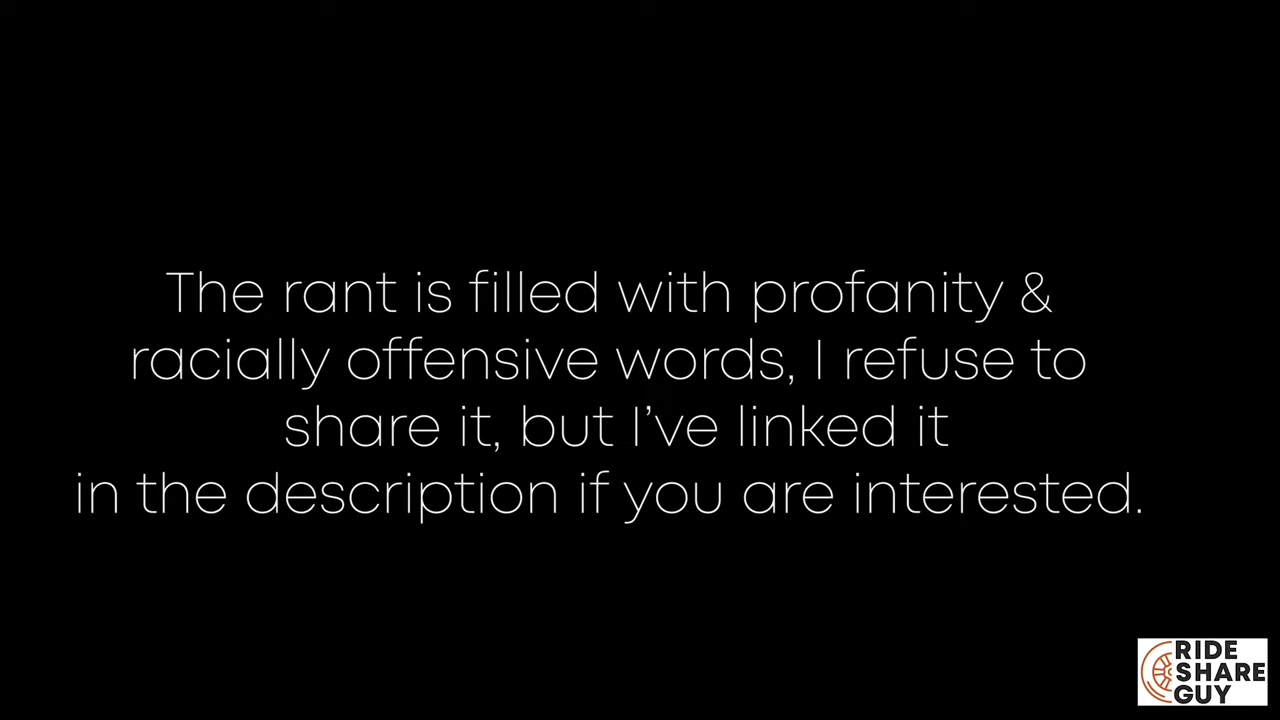 The rant is filled with profanity &
racially offensive words, I refuse to
share it, but I've linked it
in the description if you are interested.
RIDE
SHARE
GUY